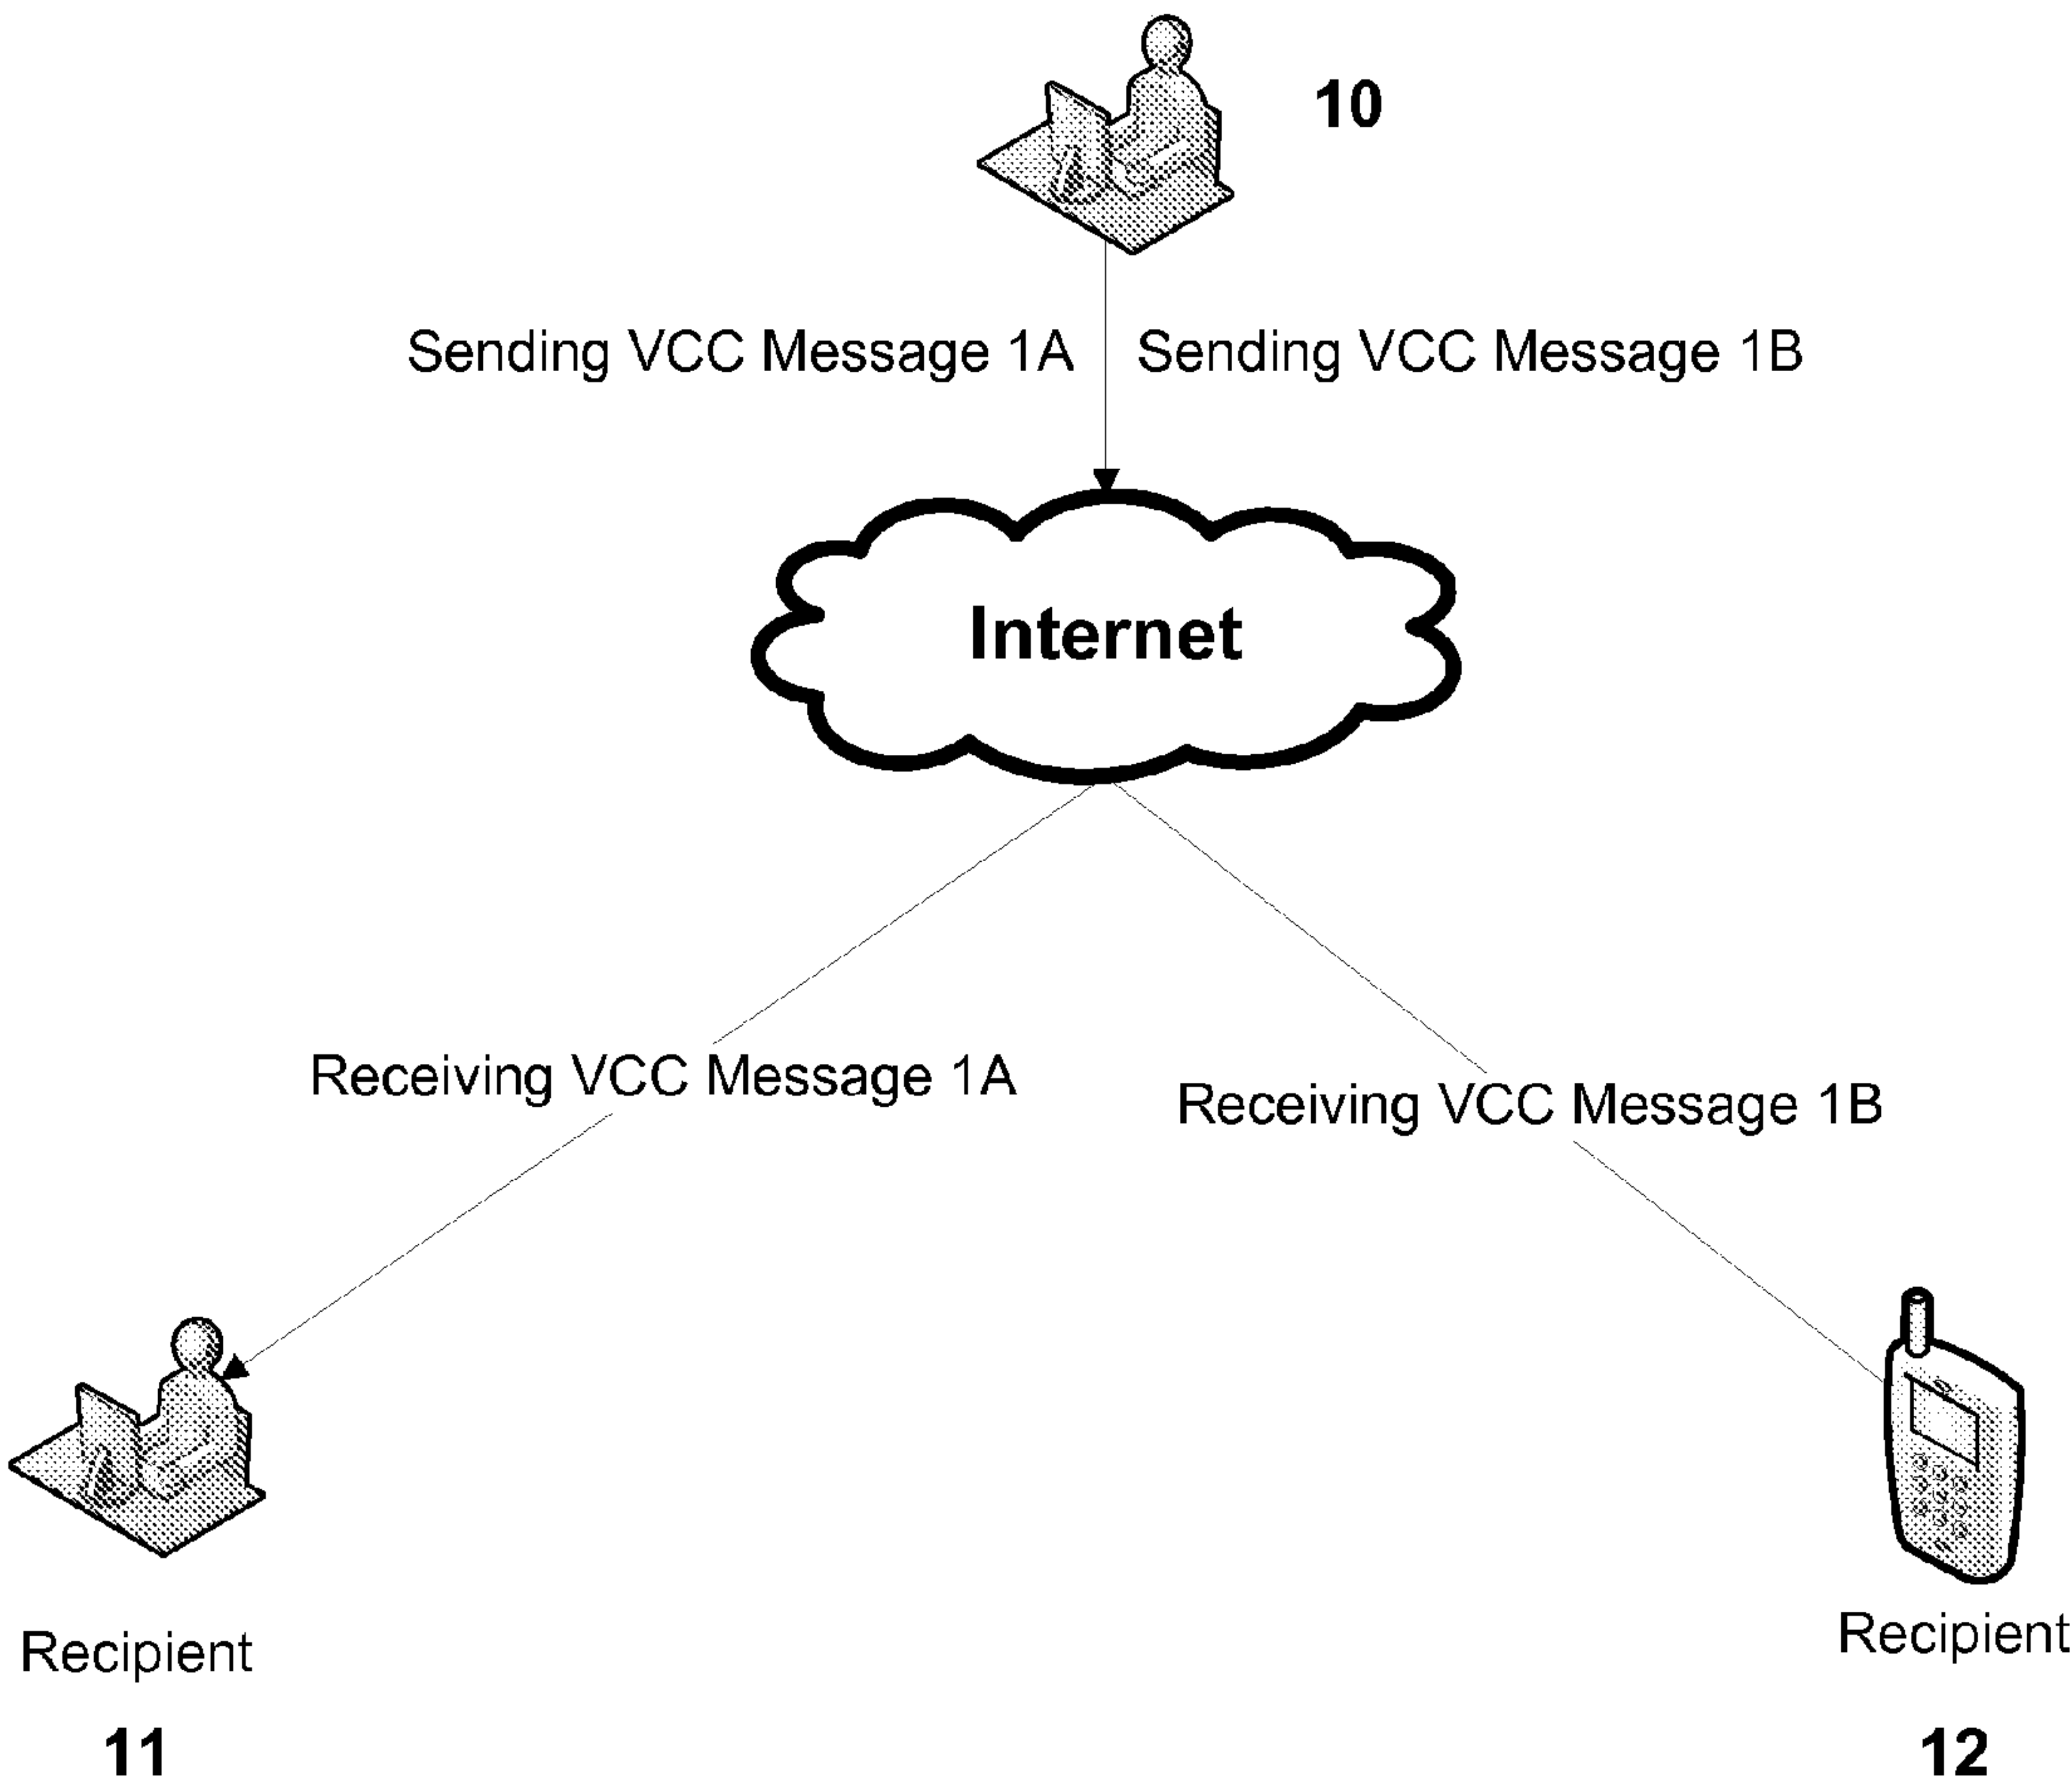 10
Sending VCC Message 1A
Sending VCC Message 1B
Internet
Receiving VCC Message 1A
Receiving VCC Message 1B
Recipient
11
Recipient
12